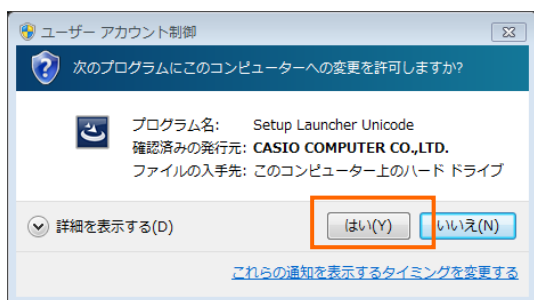 ユーザー アカウント制御
次のプログラムにこのコンピューターへの変更を許可しますか?
プログラム名: Setup Launcher Unicode
確認済みの発行元: CASIO COMPUTER CO.,LTD.
ファイルの入手先: このコンピューター上のハード ドライブ
詳細を表示する(D) はい(Y) いいえ(N)
これらの通知を表示するタイミングを変更する